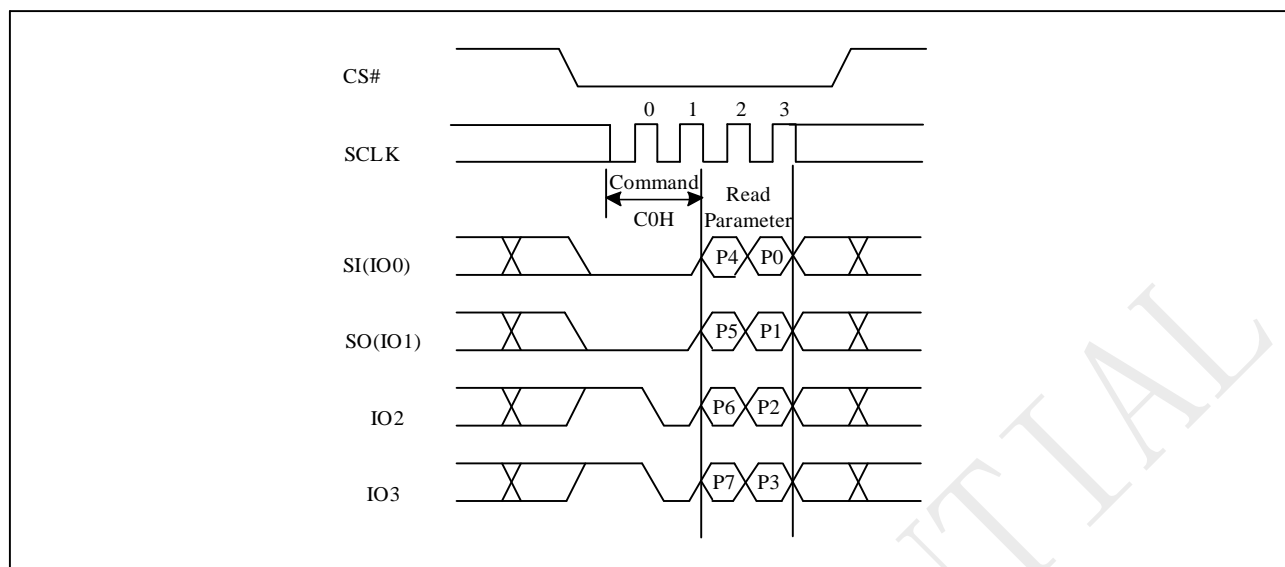 CS#
0 1 2 3
SCLK
Command
C0H
Read
Parameter
SI(IO0)
P4 P0
SO(IO1)
P5 P1
IO2
P6 P2
IO3
P7 P3
NTIAL